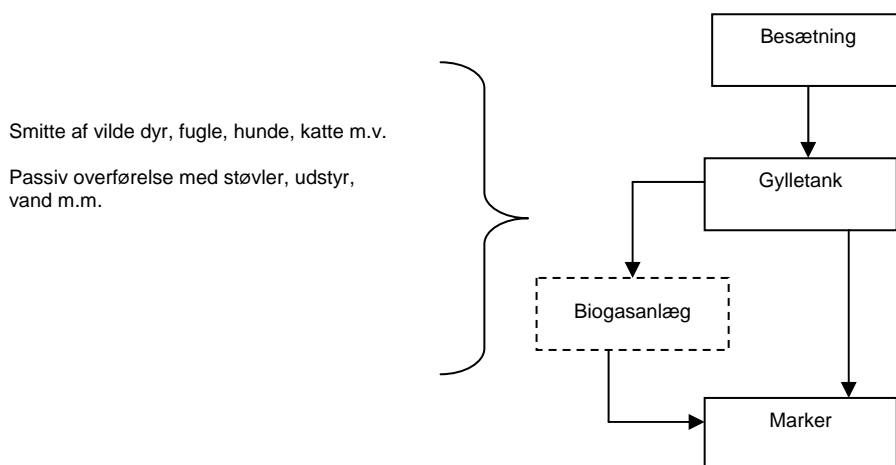 Besætning
Smitte af vilde dyr, fugle, hunde, katte m.v.
Passiv overførelse med støvler, udstyr,
vand m.m.
Gylletank
Biogasanlæg
Marker